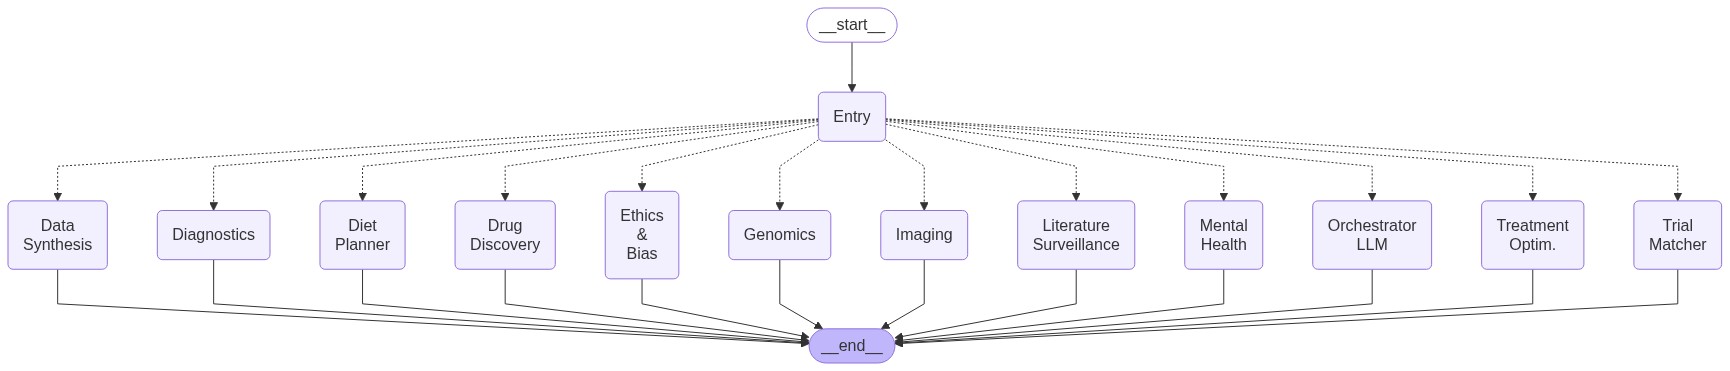 __start__
Entry
Data
Synthesis
Diagnostics
Diet
Planner
Drug
Discovery
Ethics
&
Bias
Genomics
Imaging
Literature
Surveillance
Mental
Health
Orchestrator
LLM
Treatment
Optim.
Trial
Matcher
__end__